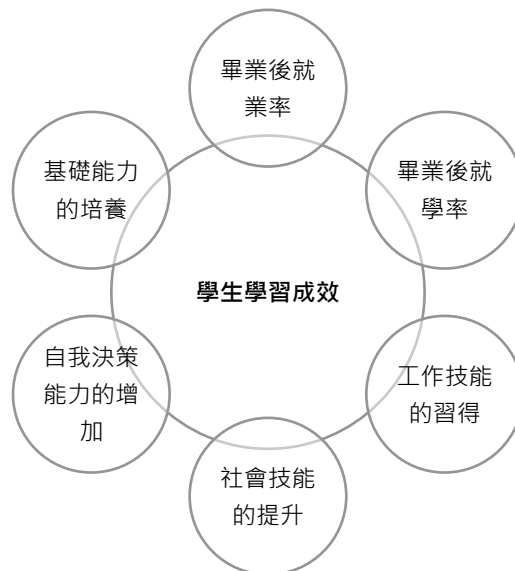 畢業後就
業率
畢業後就
學率
工作技能
的習得
社會技能
的提升
自我決策
能力的增
加
基礎能力
的培養
學生學習成效